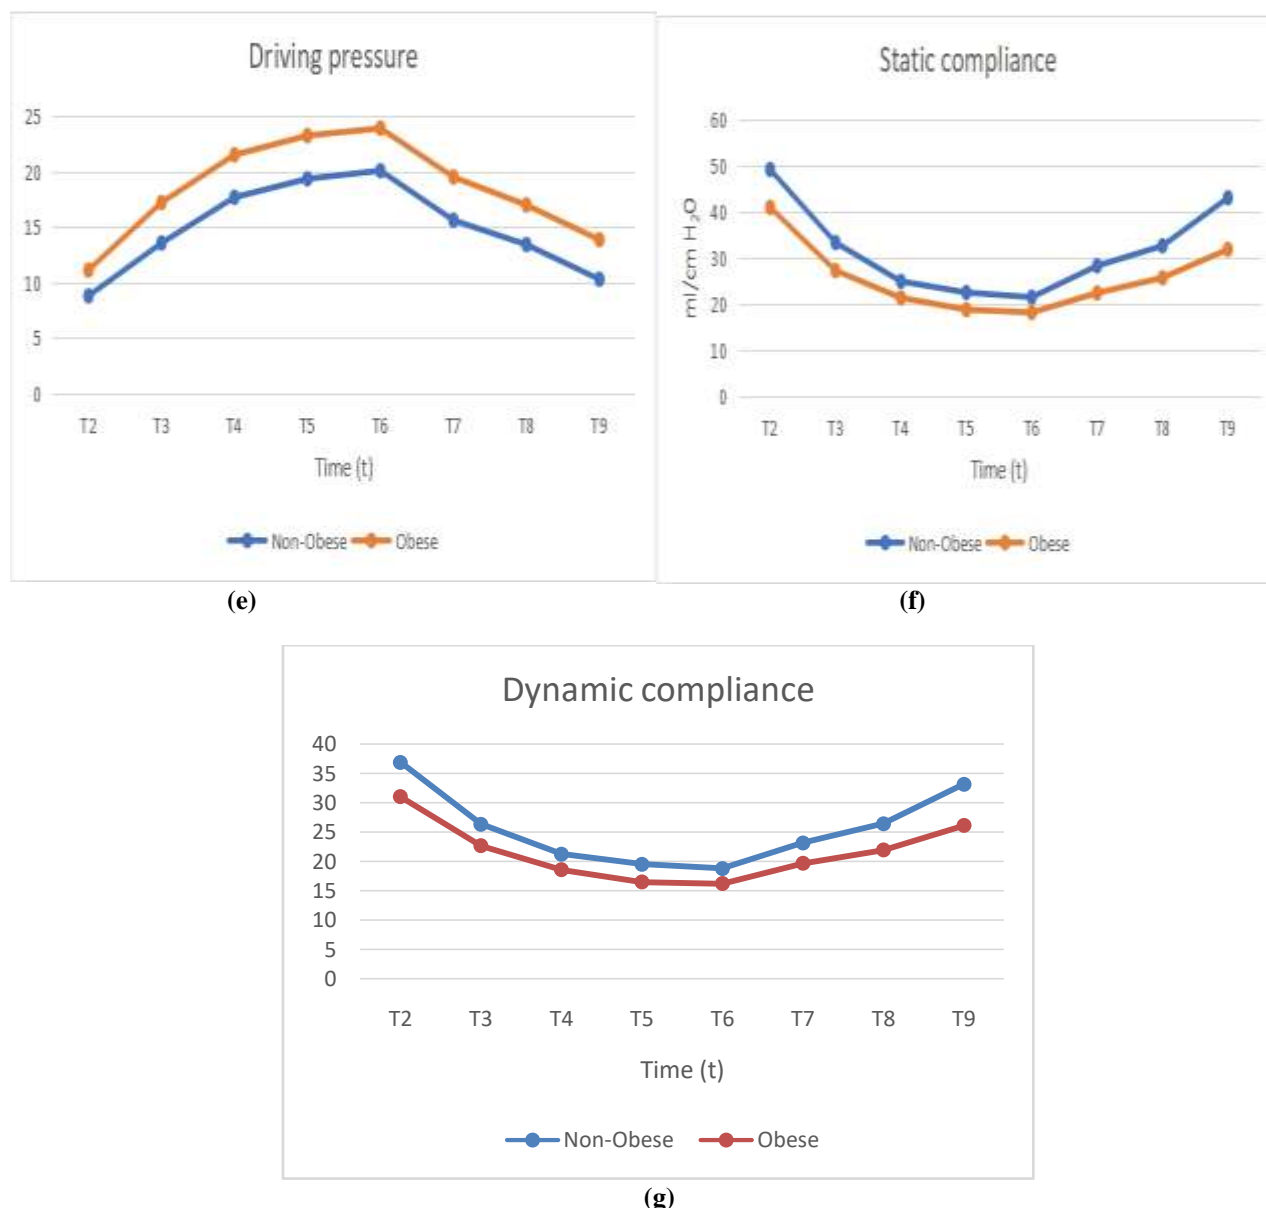 Driving pressure
25
20
15
10
5
0
T2 T3 T4 T5 T6 T7 T8 T9
Time (t)
Non-Obese Obese
(e)
Static compliance
ml/cm H₂O
60
50
40
30
20
10
0
T2 T3 T4 T5 T6 T7 T8 T9
Time (t)
Non-Obese Obese
(f)
Dynamic compliance
40
35
30
25
20
15
10
5
0
T2 T3 T4 T5 T6 T7 T8 T9
Time (t)
Non-Obese Obese
(g)